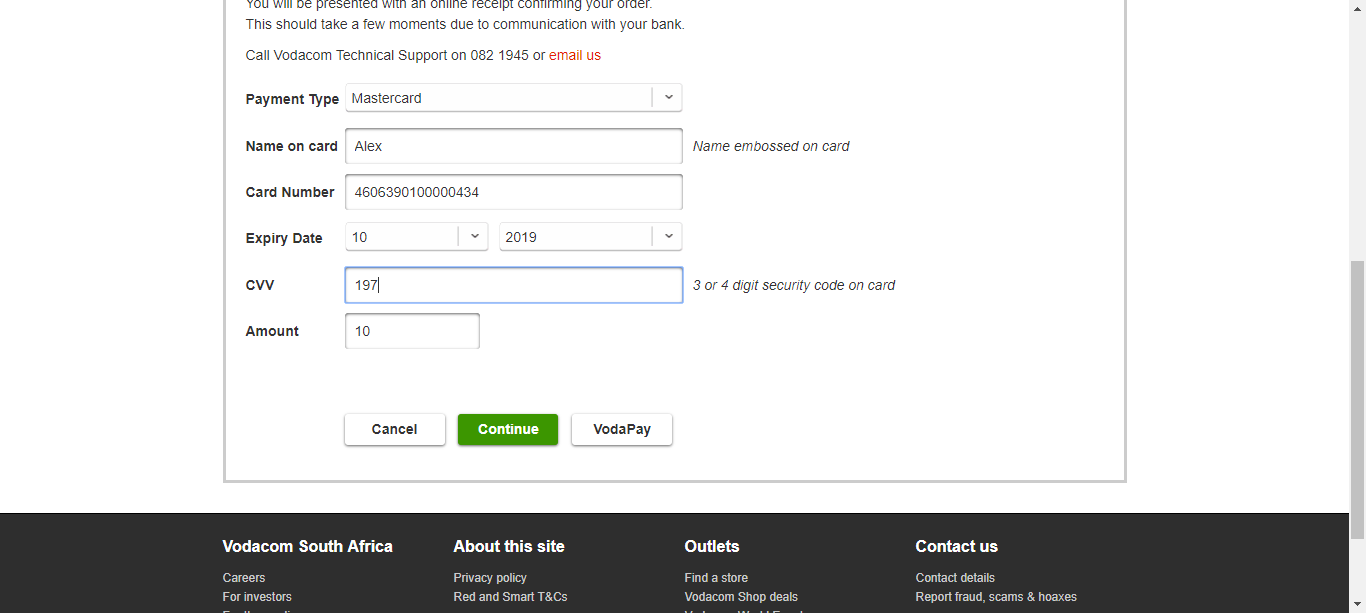 You will be presented with an online receipt confirming your order.
This should take a few moments due to communication with your bank.
Call Vodacom Technical Support on 082 1945 or email us
Payment Type Mastercard
Name on card Alex Name embossed on card
Card Number 4606390100000434
Expiry Date 10 2019
CVV 197 3 or 4 digit security code on card
Amount 10
Cancel Continue VodaPay
Vodacom South Africa About this site Outlets Contact us
Careers Privacy policy Find a store Contact details
For investors Red and Smart T&Cs Vodacom Shop deals Report fraud, scams & hoaxes